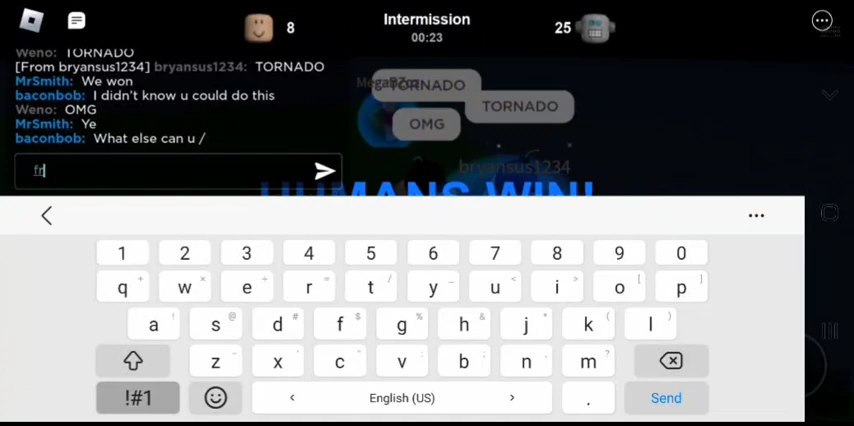 8
Intermission
00:23
25
Weno: TORNADO
[From bryansus1234] bryansus1234: TORNADO
MrSmith: We won
baconbob: I didn't know u could do this
Weno: OMG
MrSmith: Ye
baconbob: What else can u /
fr
TORNADO
TORNADO
OMG
bryansus1234
HUMANS WIN!
1 2 3 4 5 6 7 8 9 0
q w e r t y u i o p
a s d f g h j k l
z x c v b n m
!#1 English (US) . Send